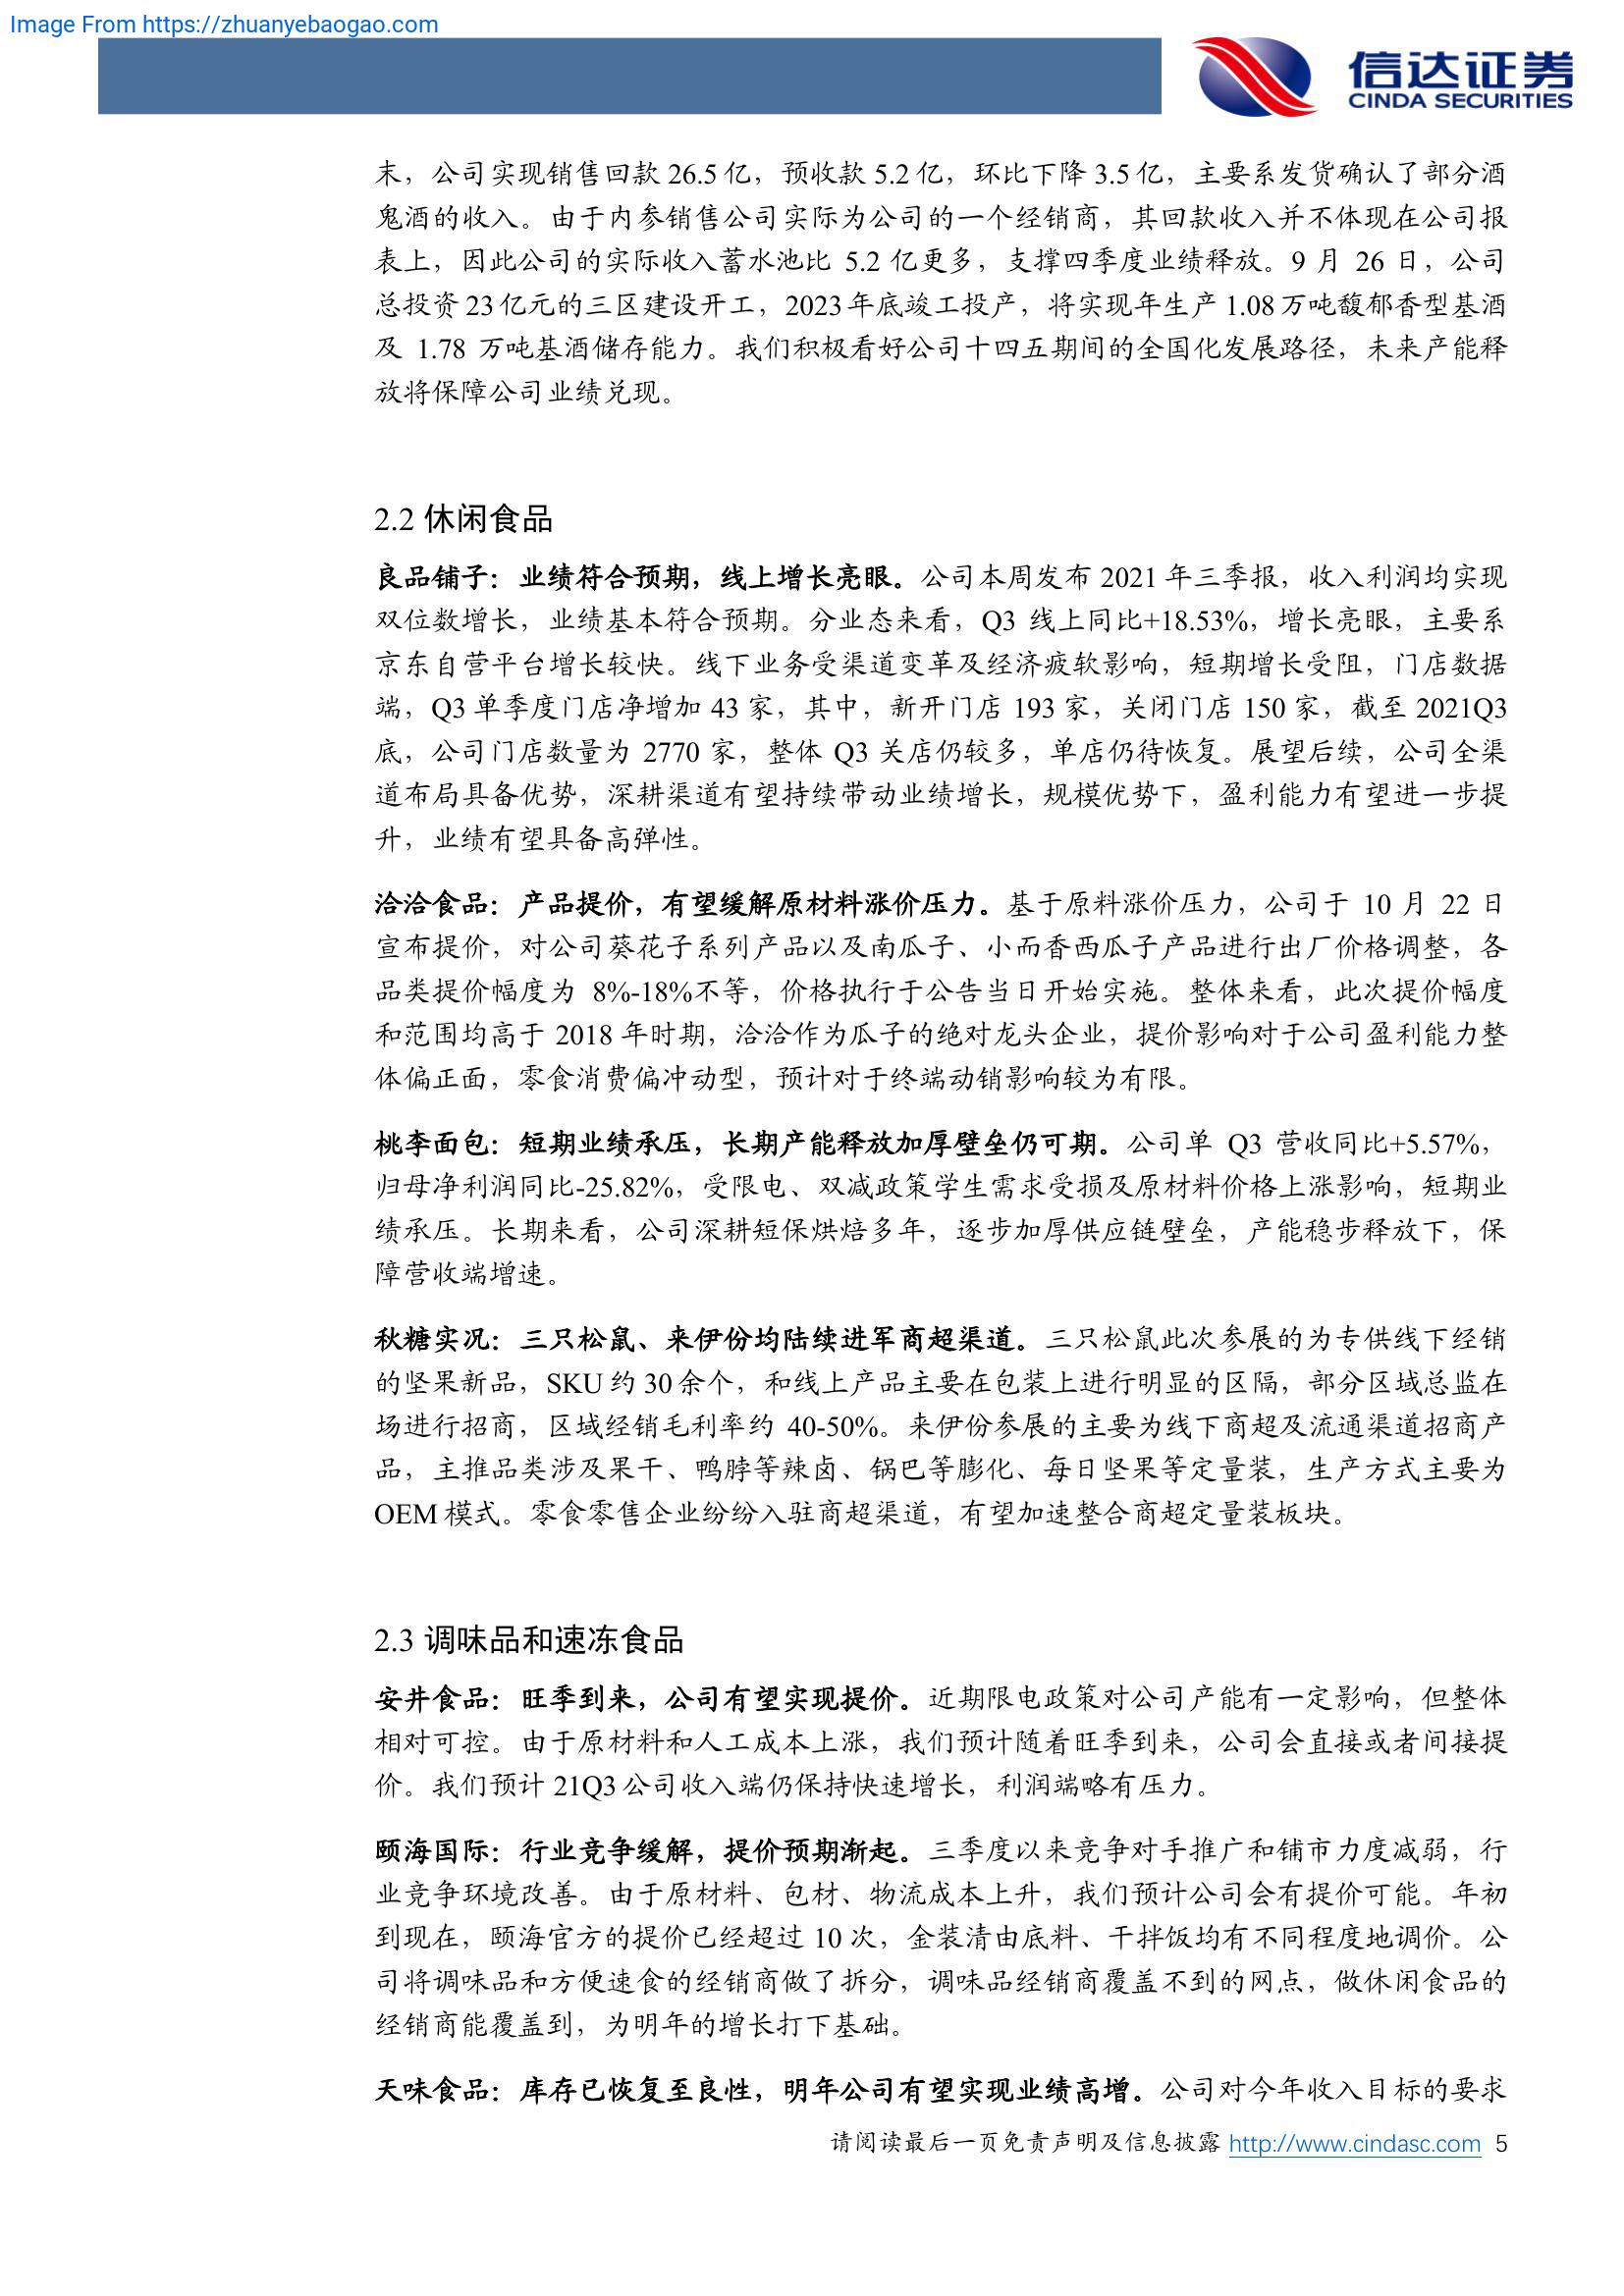 Image From https://zhuanyebaogao.com
信达证券
CINDA SECURITIES
末，公司实现销售回款 26.5 亿，预收款 5.2 亿，环比下降 3.5 亿，主要系发货确认了部分酒
鬼酒的收入。由于内参销售公司实际为公司的一个经销商，其回款收入并不体现在公司报
表上，因此公司的实际收入蓄水池比 5.2 亿更多，支撑四季度业绩释放。9 月 26 日，公司
总投资 23 亿元的三区建设开工，2023 年底竣工投产，将实现年生产 1.08 万吨馥郁香型基酒
及 1.78 万吨基酒储存能力。我们积极看好公司十四五期间的全国化发展路径，未来产能释
放将保障公司业绩兑现。
2.2 休闲食品
良品铺子：业绩符合预期，线上增长亮眼。公司本周发布 2021 年三季报，收入利润均实现
双位数增长，业绩基本符合预期。分业态来看，Q3 线上同比+18.53%，增长亮眼，主要系
京东自营平台增长较快。线下业务受渠道变革及经济疲软影响，短期增长受阻，门店数据
端，Q3 单季度门店净增加 43 家，其中，新开门店 193 家，关闭门店 150 家，截至 2021Q3
底，公司门店数量为 2770 家，整体 Q3 关店仍较多，单店仍待恢复。展望后续，公司全渠
道布局具备优势，深耕渠道有望持续带动业绩增长，规模优势下，盈利能力有望进一步提
升，业绩有望具备高弹性。
洽洽食品：产品提价，有望缓解原材料涨价压力。基于原料涨价压力，公司于 10 月 22 日
宣布提价，对公司葵花子系列产品以及南瓜子、小而香西瓜子产品进行出厂价格调整，各
品类提价幅度为 8%-18%不等，价格执行于公告当日开始实施。整体来看，此次提价幅度
和范围均高于 2018 年时期，洽洽作为瓜子的绝对龙头企业，提价影响对于公司盈利能力整
体偏正面，零食消费偏冲动型，预计对于终端动销影响较为有限。
桃李面包：短期业绩承压，长期产能释放加厚壁垒仍可期。公司单 Q3 营收同比+5.57%，
归母净利润同比-25.82%，受限电、双减政策学生需求受损及原材料价格上涨影响，短期业
绩承压。长期来看，公司深耕短保烘焙多年，逐步加厚供应链壁垒，产能稳步释放下，保
障营收端增速。
秋糖实况：三只松鼠、来伊份均陆续进军商超渠道。三只松鼠此次参展的为专供线下经销
的坚果新品，SKU 约 30 余个，和线上产品主要在包装上进行明显的区隔，部分区域总监在
场进行招商，区域经销毛利率约 40-50%。来伊份参展的主要为线下商超及流通渠道招商产
品，主推品类涉及果干、鸭脖等辣卤、锅巴等膨化、每日坚果等定量装，生产方式主要为
OEM 模式。零食零售企业纷纷入驻商超渠道，有望加速整合商超定量装板块。
2.3 调味品和速冻食品
安井食品：旺季到来，公司有望实现提价。近期限电政策对公司产能有一定影响，但整体
相对可控。由于原材料和人工成本上涨，我们预计随着旺季到来，公司会直接或者间接提
价。我们预计 21Q3 公司收入端仍保持快速增长，利润端略有压力。
颐海国际：行业竞争缓解，提价预期渐起。三季度以来竞争对手推广和铺市力度减弱，行
业竞争环境改善。由于原材料、包材、物流成本上升，我们预计公司会有提价可能。年初
到现在，颐海官方的提价已经超过 10 次，金装清由底料、干拌饭均有不同程度地调价。公
司将调味品和方便速食的经销商做了拆分，调味品经销商覆盖不到的网点，做休闲食品的
经销商能覆盖到，为明年的增长打下基础。
天味食品：库存已恢复至良性，明年公司有望实现业绩高增。公司对今年收入目标的要求
请阅读最后一页免责声明及信息披露 http://www.cindasc.com 5